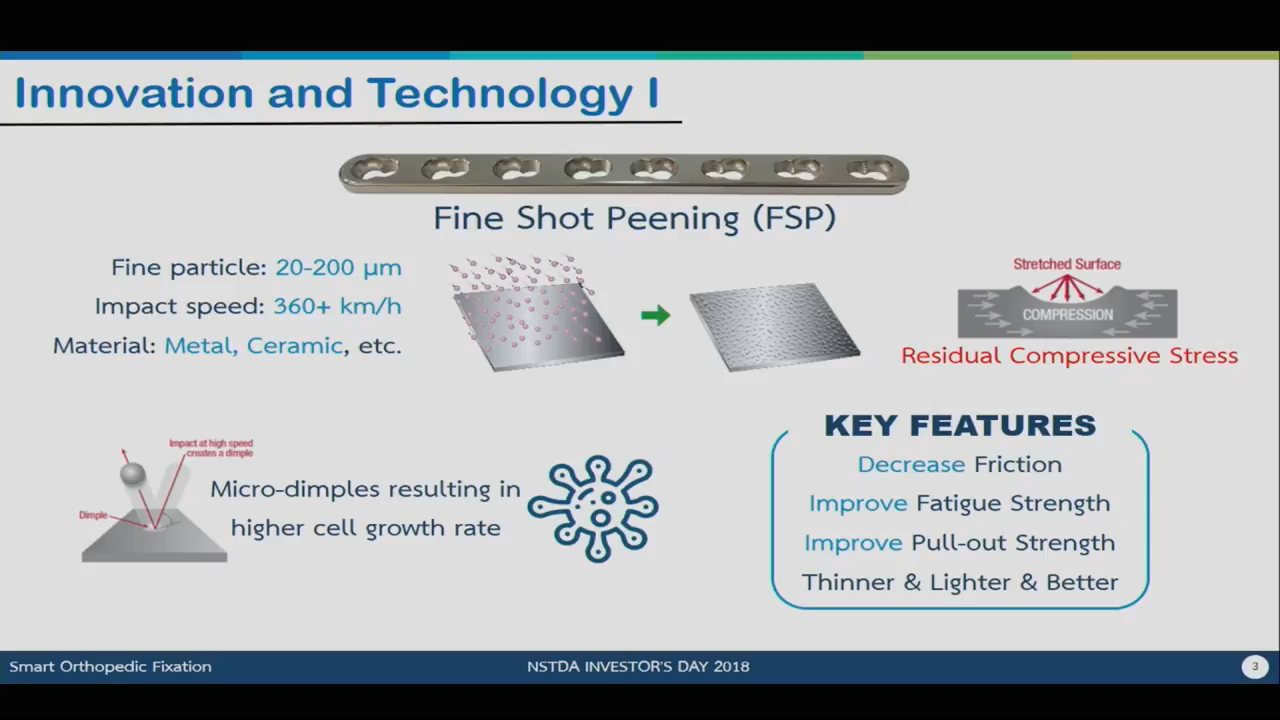 Innovation and Technology I
Fine Shot Peening (FSP)
Fine particle: 20-200 µm
Impact speed: 360+ km/h
Material: Metal, Ceramic, etc.
Stretched Surface
COMPRESSION
Residual Compressive Stress
Impact at high speed
creates a dimple
Dimple
Micro-dimples resulting in
higher cell growth rate
KEY FEATURES
Decrease Friction
Improve Fatigue Strength
Improve Pull-out Strength
Thinner & Lighter & Better
Smart Orthopedic Fixation
NSTDA INVESTOR'S DAY 2018
3